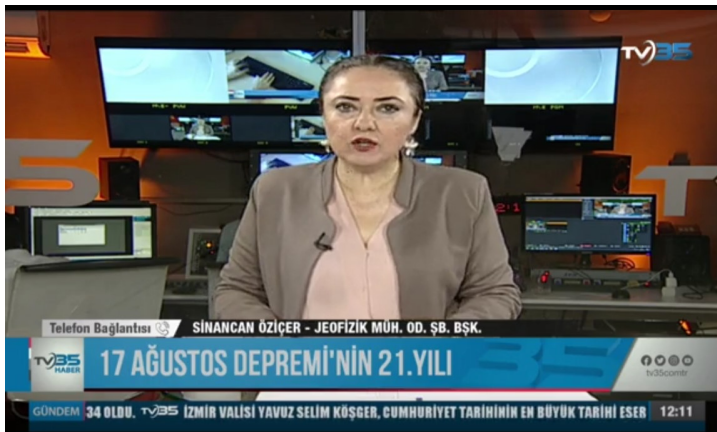 TV35
35
T
Telefon Bağlantısı
SİNANCAN ÖZİÇER - JEOFİZİK MÜH. OD. ŞB. BŞK.
TV35
HABER
17 AĞUSTOS DEPREMİ'NİN 21.YILI
tv35comtr
GÜNDEM
34 OLDU. TV35 İZMİR VALİSİ YAVUZ SELİM KÖŞGER, CUMHURİYET TARİHİNİN EN BÜYÜK TARİHİ ESER
12:11